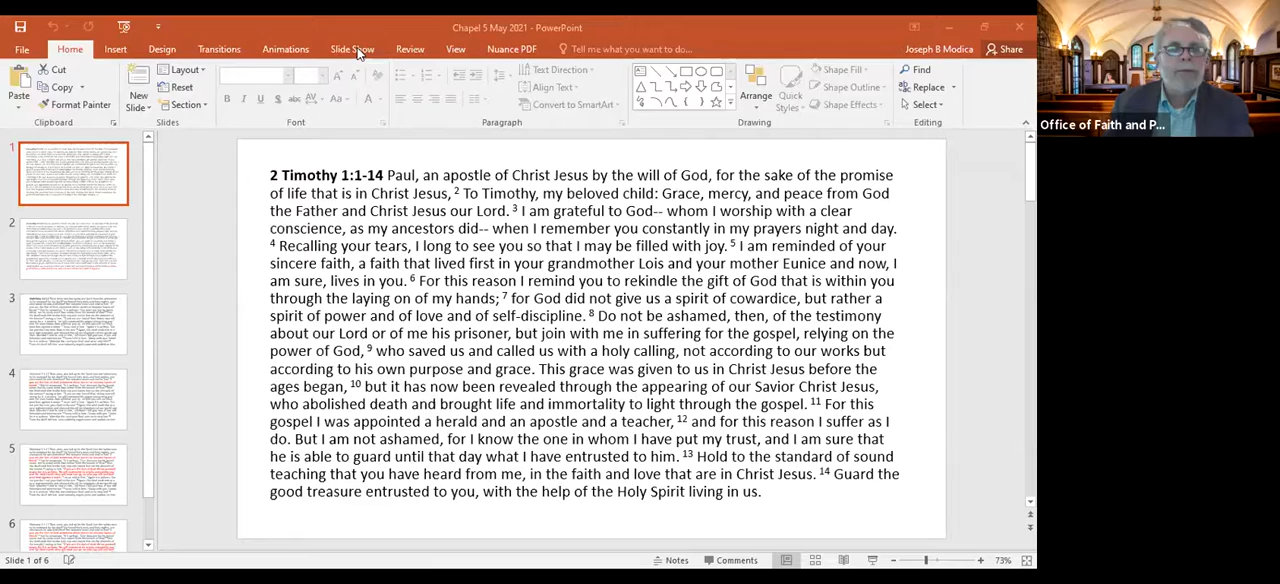 Chapel 5 May 2021 - PowerPoint
File Home Insert Design Transitions Animations Slide Show Review View Nuance PDF Tell me what you want to do... Joseph B Modica Share
Paste Cut Copy Format Painter Clipboard
New Slide Layout Reset Section Slides
Font
Text Direction Align Text Convert to SmartArt Paragraph
Arrange Quick Styles Shape Fill Shape Outline Shape Effects Drawing
Find Replace Select Editing
Office of Faith and P...
1
2
3
4
5
6
2 Timothy 1:1-14 Paul, an apostle of Christ Jesus by the will of God, for the sake of the promise
of life that is in Christ Jesus, 2 To Timothy, my beloved child: Grace, mercy, and peace from God
the Father and Christ Jesus our Lord. 3 I am grateful to God-- whom I worship with a clear
conscience, as my ancestors did-- when I remember you constantly in my prayers night and day.
4 Recalling your tears, I long to see you so that I may be filled with joy. 5 I am reminded of your
sincere faith, a faith that lived first in your grandmother Lois and your mother Eunice and now, I
am sure, lives in you. 6 For this reason I remind you to rekindle the gift of God that is within you
through the laying on of my hands; 7 for God did not give us a spirit of cowardice, but rather a
spirit of power and of love and of self-discipline. 8 Do not be ashamed, then, of the testimony
about our Lord or of me his prisoner, but join with me in suffering for the gospel, relying on the
power of God, 9 who saved us and called us with a holy calling, not according to our works but
according to his own purpose and grace. This grace was given to us in Christ Jesus before the
ages began, 10 but it has now been revealed through the appearing of our Savior Christ Jesus,
who abolished death and brought life and immortality to light through the gospel. 11 For this
gospel I was appointed a herald and an apostle and a teacher, 12 and for this reason I suffer as I
do. But I am not ashamed, for I know the one in whom I have put my trust, and I am sure that
he is able to guard until that day what I have entrusted to him. 13 Hold to the standard of sound
teaching that you have heard from me, in the faith and love that are in Christ Jesus. 14 Guard the
good treasure entrusted to you, with the help of the Holy Spirit living in us.
Slide 1 of 6 Notes Comments 73%